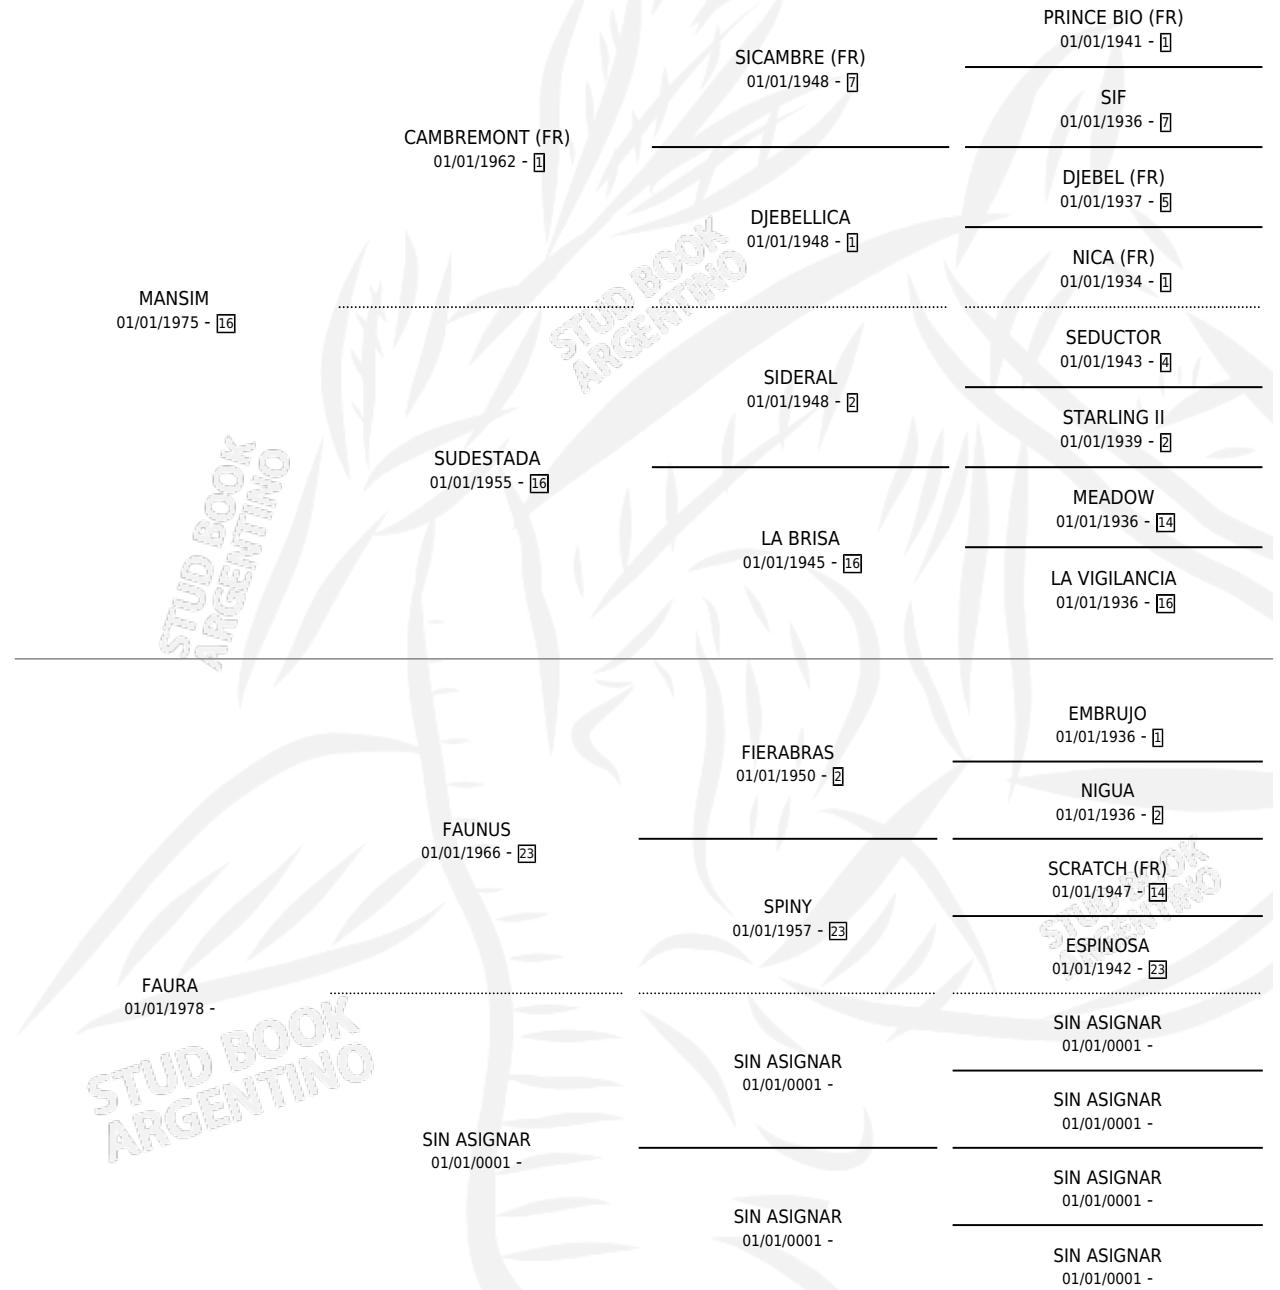 PRINCE BIO (FR)
01/01/1941 - 1
SICAMBRE (FR)
01/01/1948 - 7
SIF
01/01/1936 - 7
CAMBREMONT (FR)
01/01/1962 - 1
DJEBEL (FR)
01/01/1937 - 5
DJEBELLICA
01/01/1948 - 1
NICA (FR)
01/01/1934 - 1
MANSIM
01/01/1975 - 16
SEDUCTOR
01/01/1943 - 4
SIDERAL
01/01/1948 - 2
STARLING II
01/01/1939 - 2
SUDESTADA
01/01/1955 - 16
MEADOW
01/01/1936 - 14
LA BRISA
01/01/1945 - 16
LA VIGILANCIA
01/01/1936 - 16
STUD BOOK
ARGENTINO
STUD BOOK
ARGENTINO
EMBRUJO
01/01/1936 - 1
FIERABRAS
01/01/1950 - 2
NIGUA
01/01/1936 - 2
FAUNUS
01/01/1966 - 23
SCRATCH (FR)
01/01/1947 - 14
SPINY
01/01/1957 - 23
ESPINOSA
01/01/1942 - 23
FAURA
01/01/1978 -
SIN ASIGNAR
01/01/0001 -
SIN ASIGNAR
01/01/0001 -
SIN ASIGNAR
01/01/0001 -
SIN ASIGNAR
01/01/0001 -
SIN ASIGNAR
01/01/0001 -
SIN ASIGNAR
01/01/0001 -
SIN ASIGNAR
01/01/0001 -
STUD BOOK
ARGENTINO
STUD BOOK
ARGENTINO